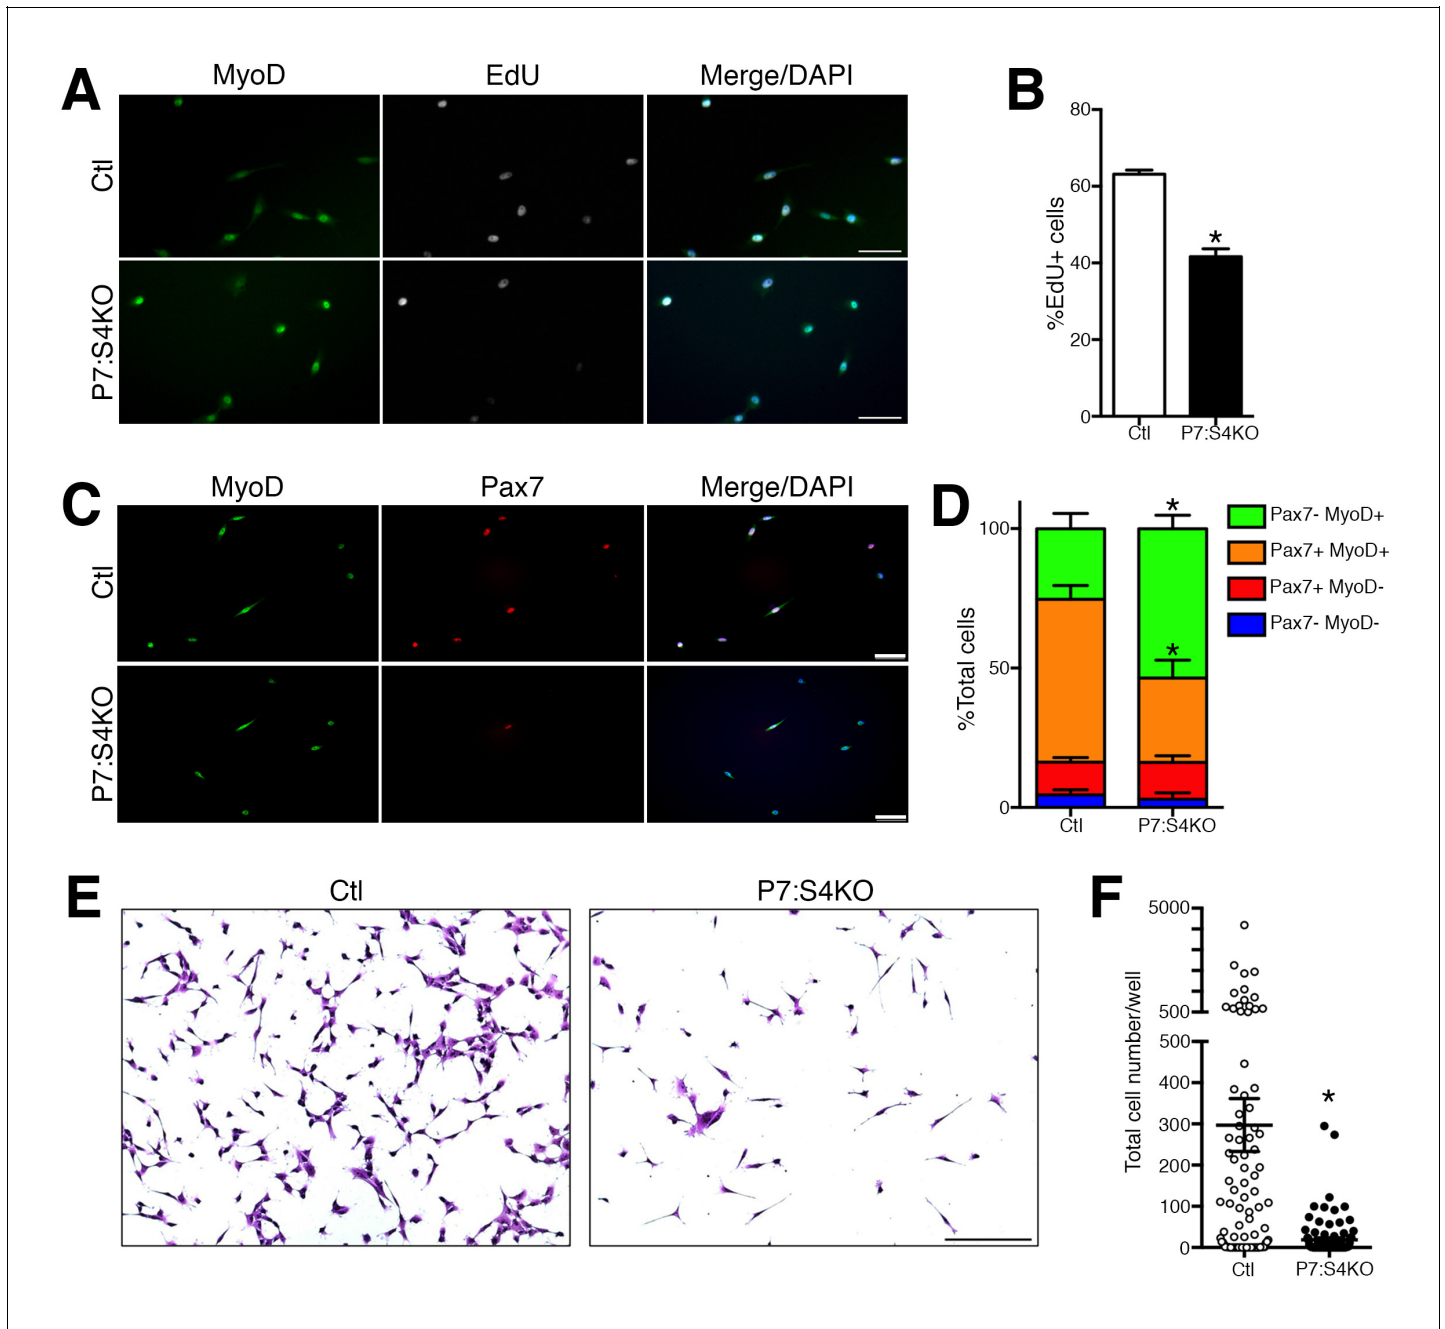 A
MyoD
EdU
Merge/DAPI
Ctl
P7:S4KO
B
80
60
40
20
0
%EdU+ cells
*
Ctl
P7:S4KO
C
MyoD
Pax7
Merge/DAPI
Ctl
P7:S4KO
D
100
50
0
%Total cells
*
*
Ctl
P7:S4KO
Pax7- MyoD+
Pax7+ MyoD+
Pax7+ MyoD-
Pax7- MyoD-
E
Ctl
P7:S4KO
F
5000
500
500
400
300
200
100
0
Total cell number/well
*
Ctl
P7:S4KO